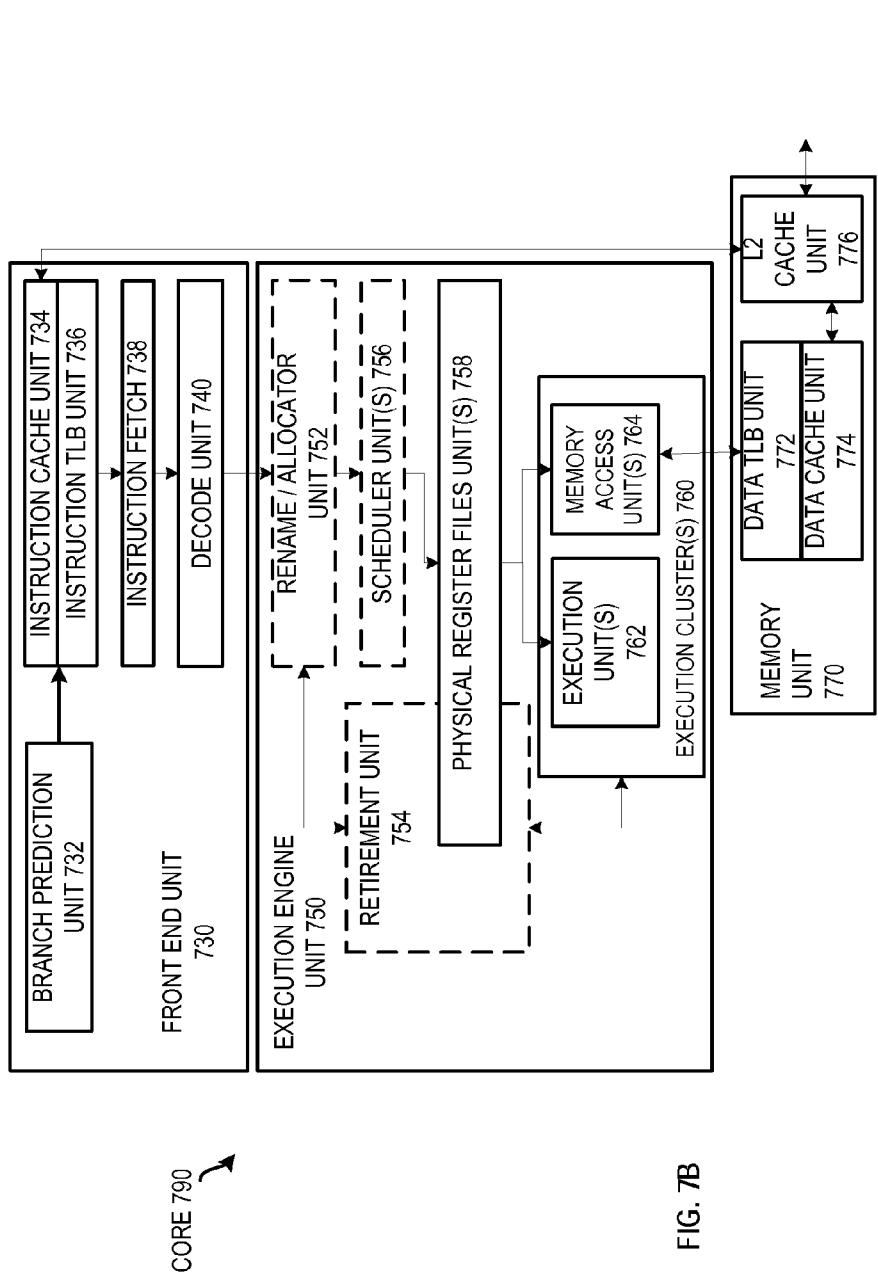 CORE 790
FRONT END UNIT
730
BRANCH PREDICTION
UNIT 732
INSTRUCTION CACHE UNIT 734
INSTRUCTION TLB UNIT 736
INSTRUCTION FETCH 738
DECODE UNIT 740
EXECUTION ENGINE
UNIT 750
RENAME / ALLOCATOR
UNIT 752
SCHEDULER UNIT(S) 756
RETIREMENT UNIT
754
PHYSICAL REGISTER FILES UNIT(S) 758
EXECUTION
UNIT(S)
762
MEMORY
ACCESS
UNIT(S) 764
EXECUTION CLUSTER(S) 760
MEMORY
UNIT
770
DATA TLB UNIT
772
DATA CACHE UNIT
774
L2
CACHE
UNIT
776
FIG. 7B